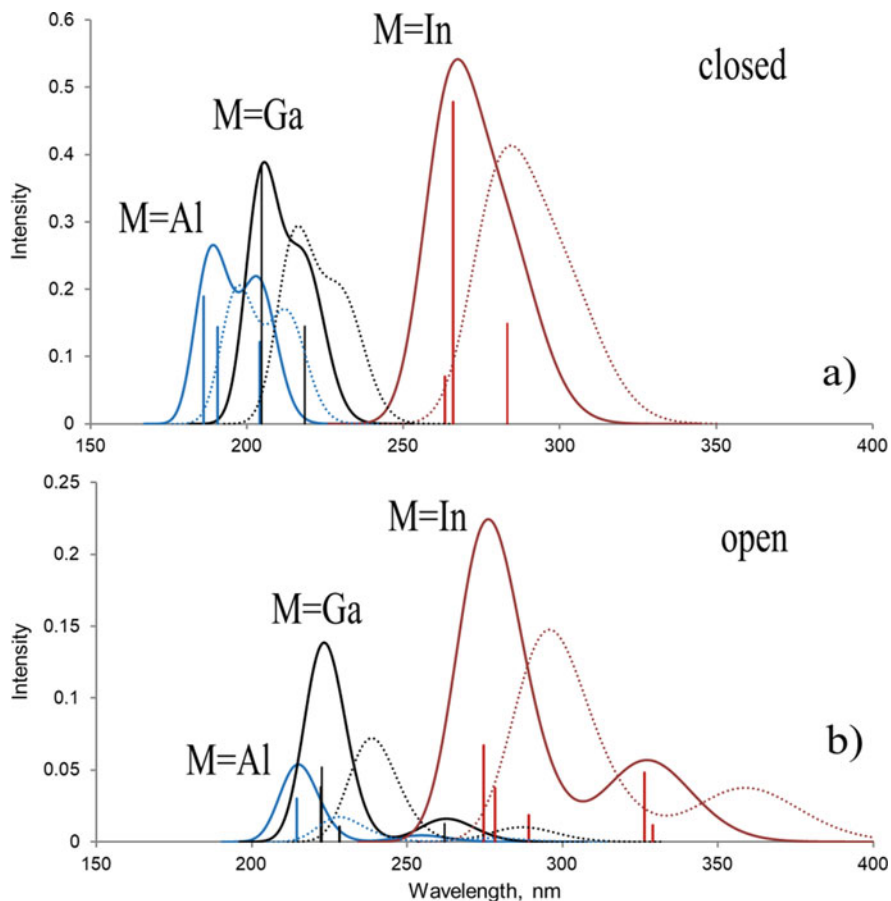 0.6
M=In
closed
0.5
M=Ga
0.4
Intensity
0.3
M=Al
0.2
0.1
a)
0
150 200 250 300 350 400
0.25
M=In
open
0.2
M=Ga
0.15
Intensity
0.1
M=Al
b)
0.05
0
150 200 250 300 350 400
Wavelength, nm